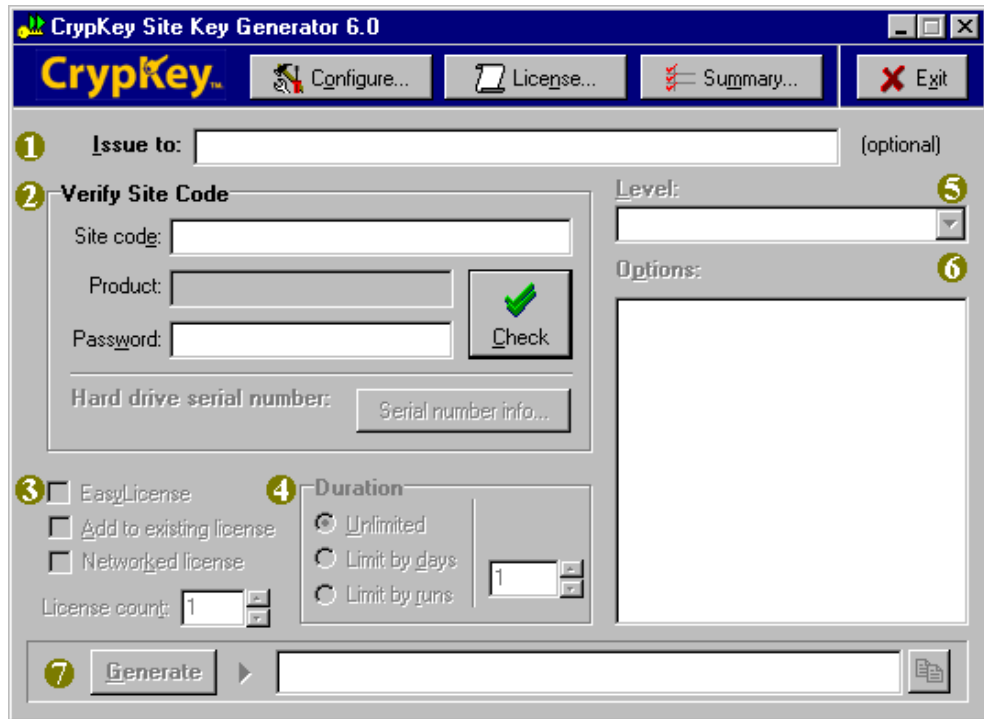 CrypKey Site Key Generator 6.0
CrypKey™ Configure... License... Summary... Exit
1 Issue to: (optional)
2 Verify Site Code
Site code:
Product:
Password:
Check
Hard drive serial number: Serial number info...
Level: 5
Options: 6
3 EasyLicense
Add to existing license
Networked license
License count: 1
4 Duration
Unlimited
Limit by days
Limit by runs
1
7 Generate